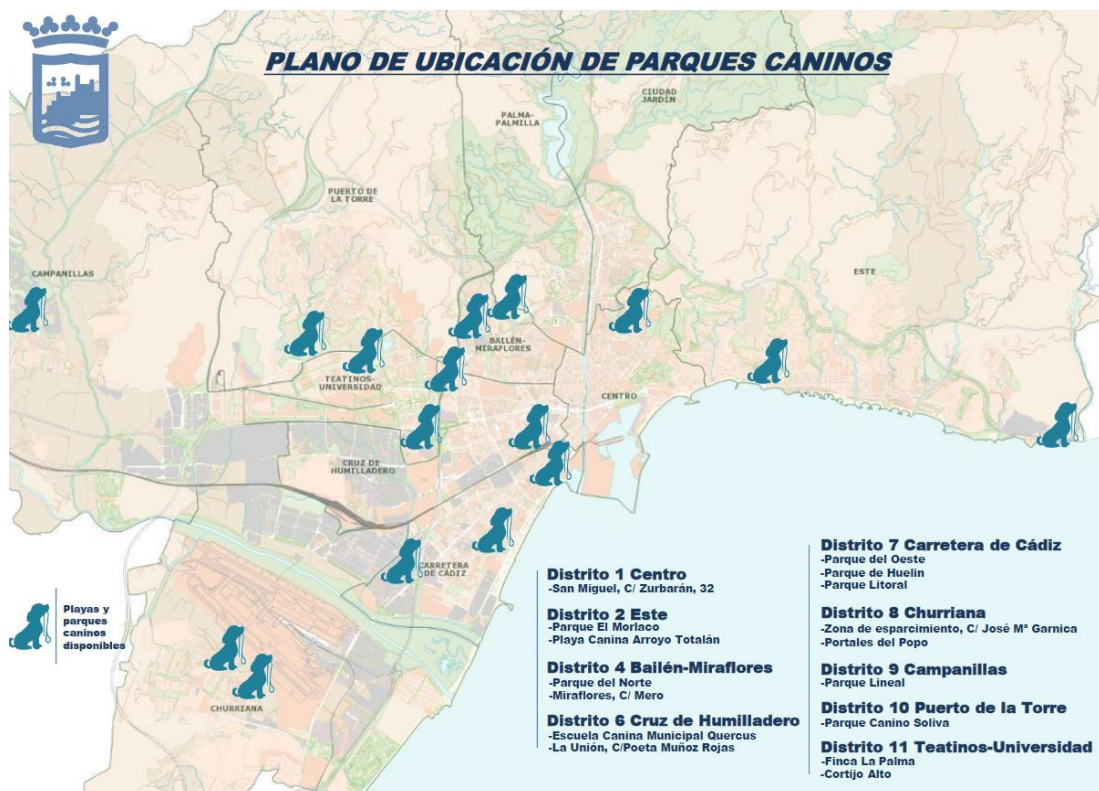 PLANO DE UBICACIÓN DE PARQUES CANINOS
CIUDAD
JARDÍN
PALMA-
PALMILLA
PUERTO DE
LA TORRE
CAMPANILLAS
ESTE
BAILÉN-
MIRAFLORES
TEATINOS-
UNIVERSIDAD
CENTRO
CRUZ DE
HUMILLADERO
CARRETERA
DE CÁDIZ
CHURRIANA
Playas y
parques
caninos
disponibles
Distrito 1 Centro
-San Miguel, C/ Zurbarán, 32
Distrito 2 Este
-Parque El Morlaco
-Playa Canina Arroyo Totalán
Distrito 4 Bailén-Miraflores
-Parque del Norte
-Miraflores, C/ Mero
Distrito 6 Cruz de Humilladero
-Escuela Canina Municipal Quercus
-La Unión, C/Poeta Muñoz Rojas
Distrito 7 Carretera de Cádiz
-Parque del Oeste
-Parque de Huelin
-Parque Litoral
Distrito 8 Churriana
-Zona de esparcimiento, C/ José Mª Garnica
-Portales del Popo
Distrito 9 Campanillas
-Parque Lineal
Distrito 10 Puerto de la Torre
-Parque Canino Soliva
Distrito 11 Teatinos-Universidad
-Finca La Palma
-Cortijo Alto